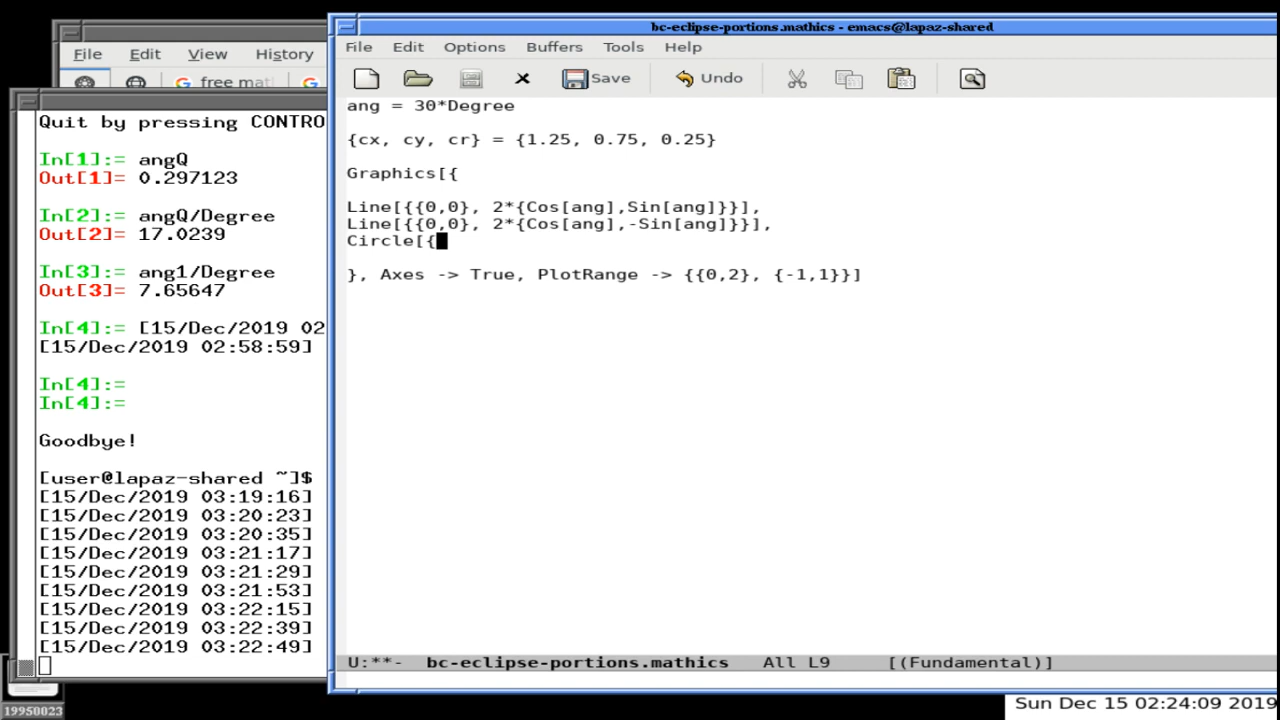 bc-eclipse-portions.mathics - emacs@lapaz-shared
File Edit View History
free mat
Quit by pressing CONTRO
In[1]:= angQ
Out[1]= 0.297123
In[2]:= angQ/Degree
Out[2]= 17.0239
In[3]:= ang1/Degree
Out[3]= 7.65647
In[4]:= [15/Dec/2019 02
[15/Dec/2019 02:58:59]
In[4]:=
In[4]:=
Goodbye!
[user@lapaz-shared ~]$
[15/Dec/2019 03:19:16]
[15/Dec/2019 03:20:23]
[15/Dec/2019 03:20:35]
[15/Dec/2019 03:21:17]
[15/Dec/2019 03:21:29]
[15/Dec/2019 03:21:53]
[15/Dec/2019 03:22:15]
[15/Dec/2019 03:22:39]
[15/Dec/2019 03:22:49]
19950023
File Edit Options Buffers Tools Help
Save Undo
ang = 30*Degree
{cx, cy, cr} = {1.25, 0.75, 0.25}
Graphics[{
Line[{{0,0}, 2*{Cos[ang],Sin[ang]}}],
Line[{{0,0}, 2*{Cos[ang],-Sin[ang]}}],
Circle[{
}, Axes -> True, PlotRange -> {{0,2}, {-1,1}}]
U:**- bc-eclipse-portions.mathics All L9 [(Fundamental)]
Sun Dec 15 02:24:09 2019